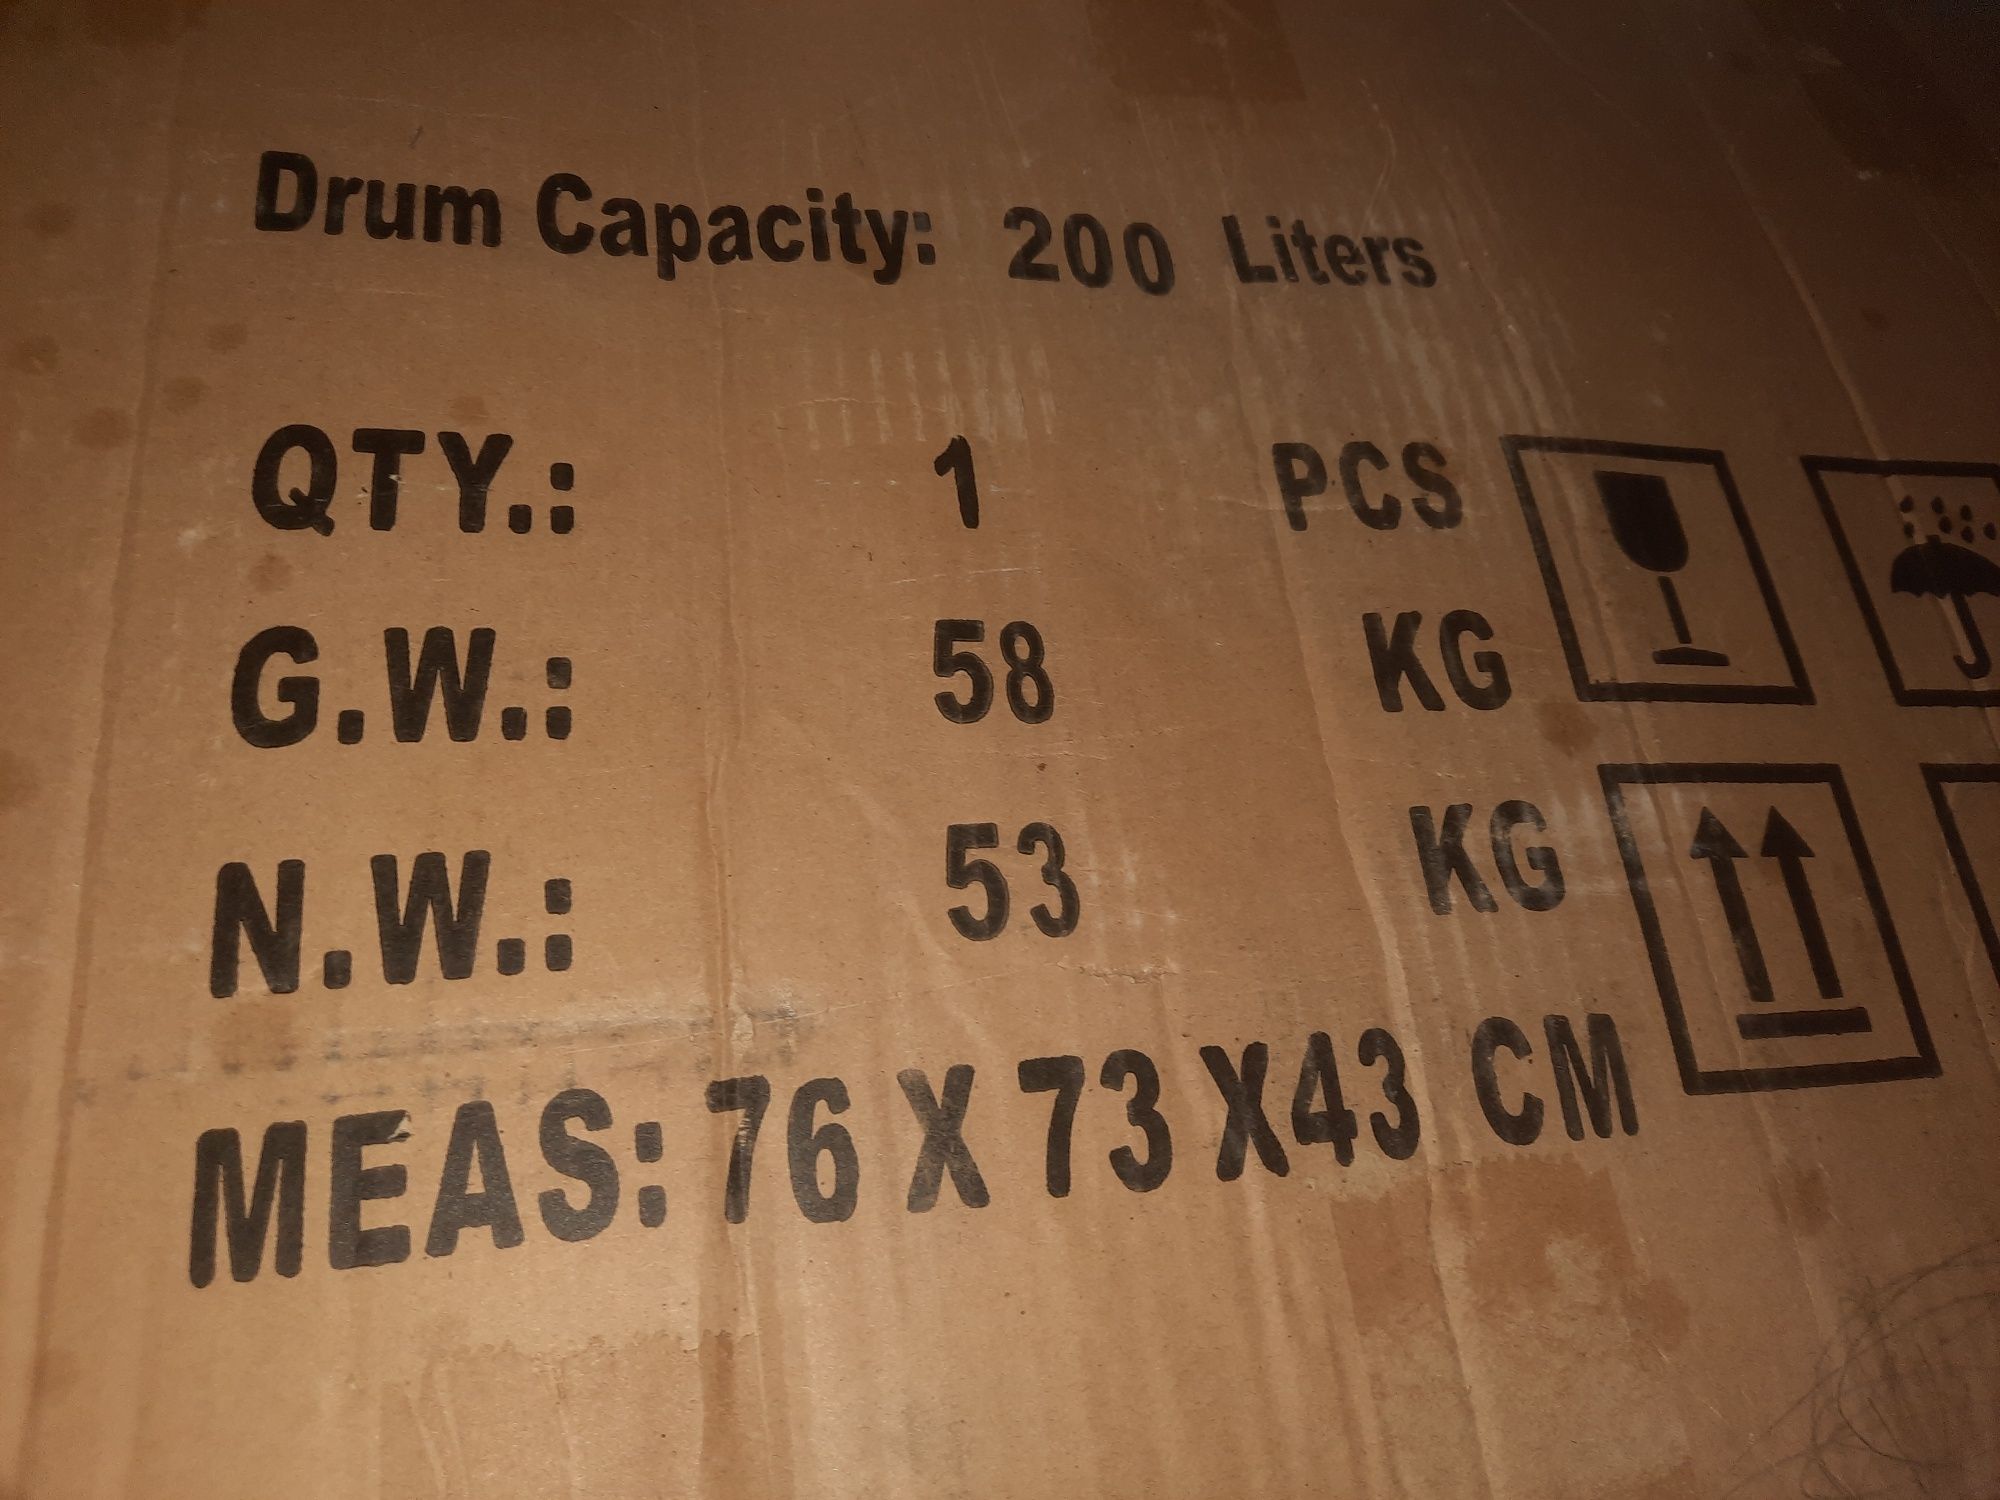 Drum Capacity: 200 Liters
QTY.: 1 PCS
G.W.: 58 KG
N.W.: 53 KG
MEAS: 76 X 73 X43 CM